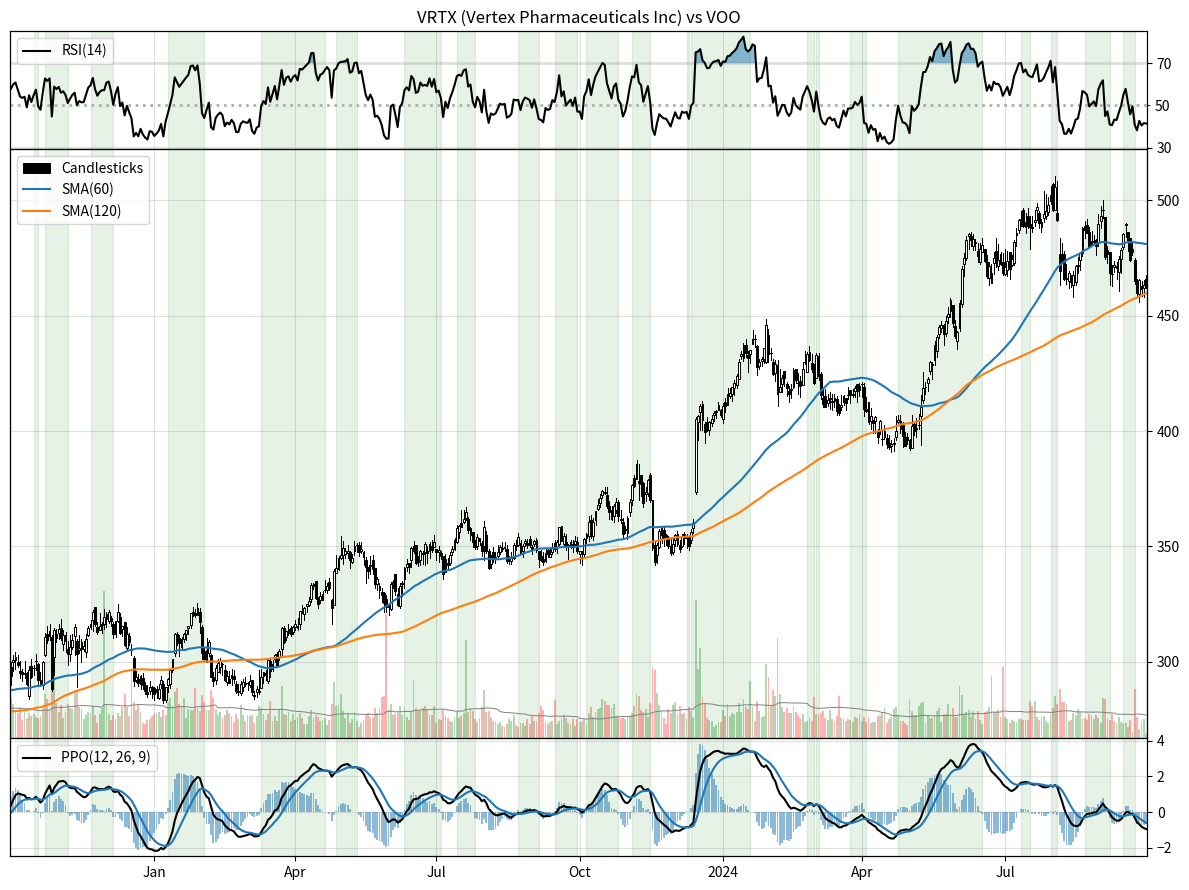 VRTX (Vertex Pharmaceuticals Inc) vs VOO
RSI(14)
70
50
30
Candlesticks
SMA(60)
SMA(120)
500
450
400
350
300
PPO(12, 26, 9)
4
2
0
−2
Jan
Apr
Jul
Oct
2024
Apr
Jul